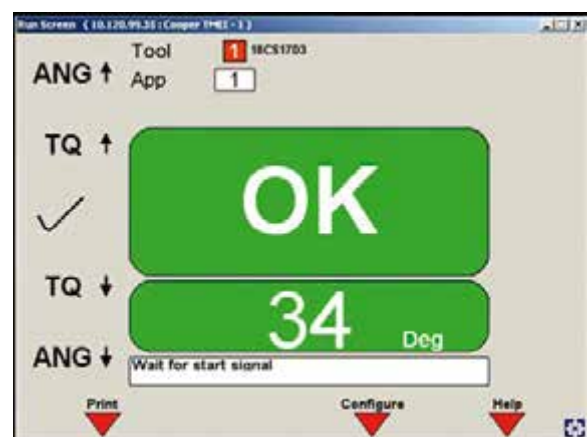 Run Screen ( 10.120.99.35 : Cooper TMEI - 1 )
Tool 1 18CS1703
ANG ↑
App 1
TQ ↑
OK
TQ ↓
34 Deg
ANG ↓
Wait for start signal
Print
Configure
Help